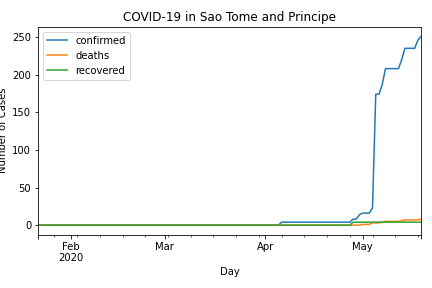 COVID-19 in Sao Tome and Principe
confirmed
deaths
recovered
250
200
150
100
50
0
Number of Cases
Feb
2020
Mar
Apr
May
Day